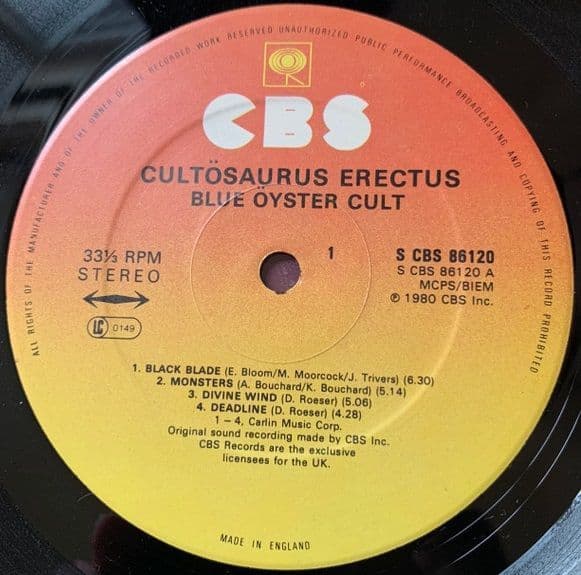 ALL RIGHTS OF THE MANUFACTURER AND OF THE OWNER OF THE RECORDED WORK RESERVED UNAUTHORIZED PUBLIC PERFORMANCE BROADCASTING AND COPYING OF THIS RECORD PROHIBITED
CBS
CULTÖSAURUS ERECTUS
BLUE ÖYSTER CULT
33⅓ RPM
STEREO
LC 0149
1
S CBS 86120
S CBS 86120 A
MCPS/BIEM
℗ 1980 CBS Inc.
1. BLACK BLADE (E. Bloom/M. Moorcock/J. Trivers) (6.30)
2. MONSTERS (A. Bouchard/K. Bouchard) (5.14)
3. DIVINE WIND (D. Roeser) (5.06)
4. DEADLINE (D. Roeser) (4.28)
1 – 4, Carlin Music Corp.
Original sound recording made by CBS Inc.
CBS Records are the exclusive
licensees for the UK.
MADE IN ENGLAND